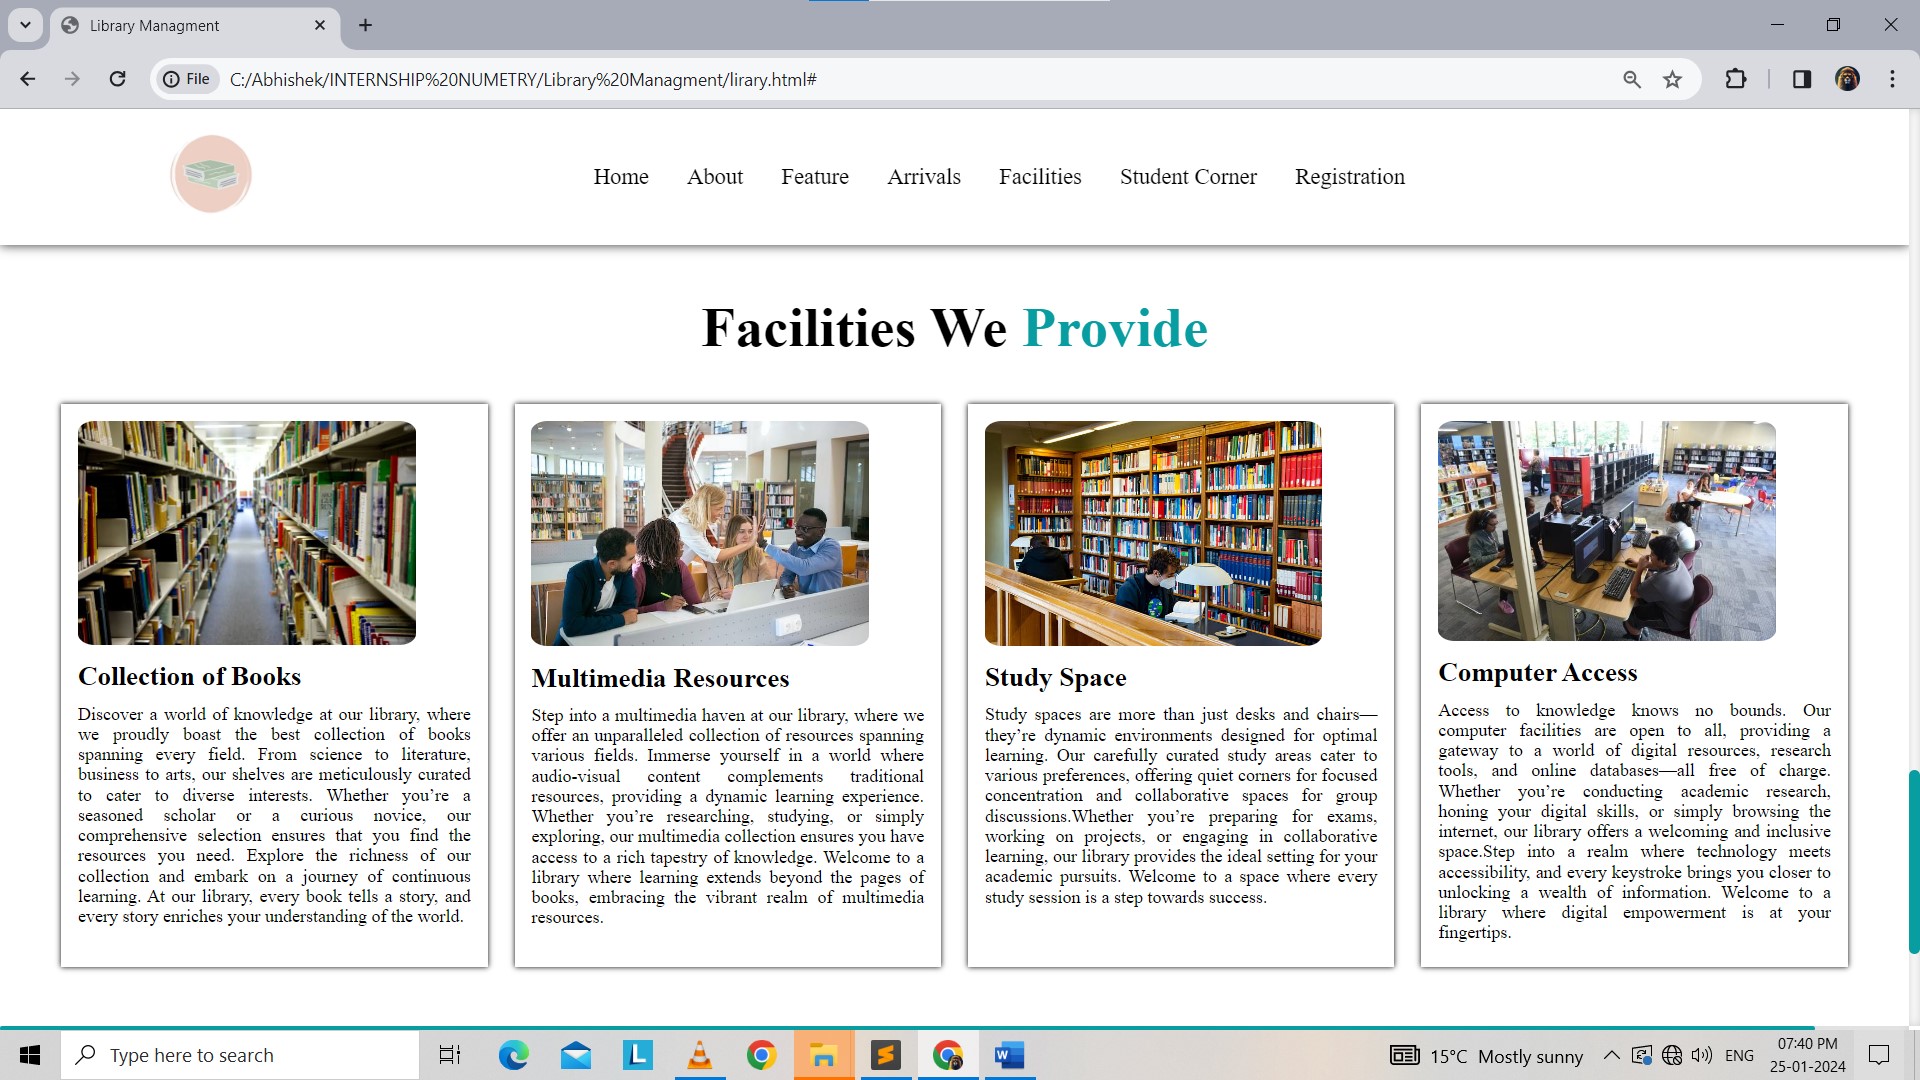 Library Managment
File
C:/Abhishek/INTERNSHIP%20NUMETRY/Library%20Managment/lirary.html#
Home About Feature Arrivals Facilities Student Corner Registration
Facilities We Provide
Collection of Books
Discover a world of knowledge at our library, where
we proudly boast the best collection of books
spanning every field. From science to literature,
business to arts, our shelves are meticulously curated
to cater to diverse interests. Whether you’re a
seasoned scholar or a curious novice, our
comprehensive selection ensures that you find the
resources you need. Explore the richness of our
collection and embark on a journey of continuous
learning. At our library, every book tells a story, and
every story enriches your understanding of the world.
Multimedia Resources
Step into a multimedia haven at our library, where we
offer an unparalleled collection of resources spanning
various fields. Immerse yourself in a world where
audio-visual content complements traditional
resources, providing a dynamic learning experience.
Whether you’re researching, studying, or simply
exploring, our multimedia collection ensures you have
access to a rich tapestry of knowledge. Welcome to a
library where learning extends beyond the pages of
books, embracing the vibrant realm of multimedia
resources.
Study Space
Study spaces are more than just desks and chairs—
they’re dynamic environments designed for optimal
learning. Our carefully curated study areas cater to
various preferences, offering quiet corners for focused
concentration and collaborative spaces for group
discussions.Whether you’re preparing for exams,
working on projects, or engaging in collaborative
learning, our library provides the ideal setting for your
academic pursuits. Welcome to a space where every
study session is a step towards success.
Computer Access
Access to knowledge knows no bounds. Our
computer facilities are open to all, providing a
gateway to a world of digital resources, research
tools, and online databases—all free of charge.
Whether you’re conducting academic research,
honing your digital skills, or simply browsing the
internet, our library offers a welcoming and inclusive
space.Step into a realm where technology meets
accessibility, and every keystroke brings you closer to
unlocking a wealth of information. Welcome to a
library where digital empowerment is at your
fingertips.
Type here to search
L
S
W
15°C Mostly sunny
ENG
07:40 PM
25-01-2024